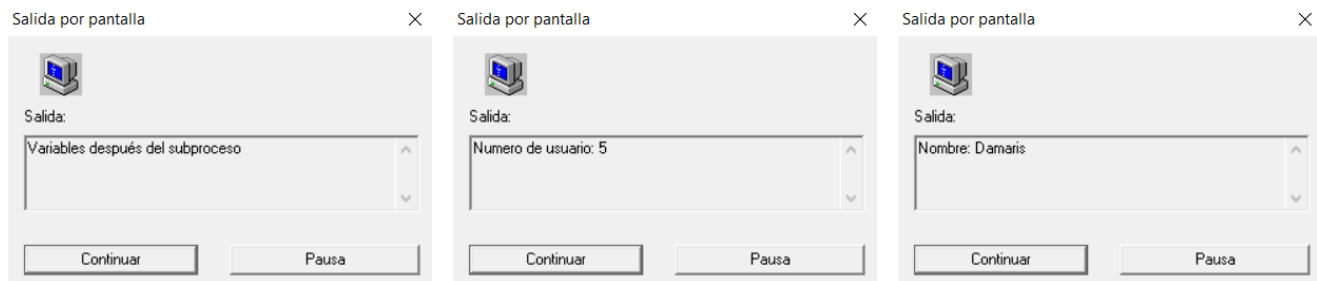 Salida por pantalla
Salida:
Variables después del subproceso
Continuar
Pausa
Salida por pantalla
Salida:
Numero de usuario: 5
Continuar
Pausa
Salida por pantalla
Salida:
Nombre: Damaris
Continuar
Pausa